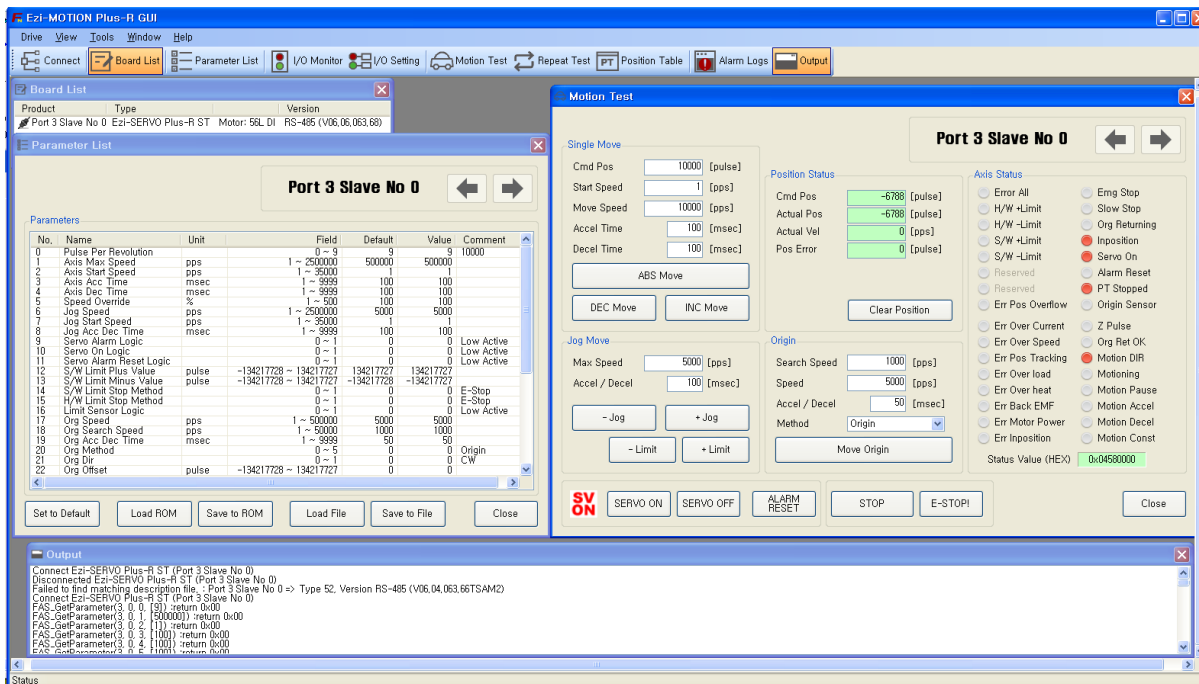 Ezi-MOTION Plus-R GUI
Drive View Tools Window Help
Connect Board List Parameter List I/O Monitor I/O Setting Motion Test Repeat Test PT Position Table Alarm Logs Output
Board List
Product Type Version
Port 3 Slave No 0 Ezi-SERVO Plus-R ST Motor: 56L DI RS-485 (V06,06,063,68)
Parameter List
Port 3 Slave No 0
Parameters
No, Name Unit Field Default Value Comment
0 Pulse Per Revolution 0 ~ 9 9 9 10000
1 Axis Max Speed pps 1 ~ 2500000 500000 500000
2 Axis Start Speed pps 1 ~ 35000 1 1
3 Axis Acc Time msec 1 ~ 9999 100 100
4 Axis Dec Time msec 1 ~ 9999 100 100
5 Speed Override % 1 ~ 500 100 100
6 Jog Speed pps 1 ~ 2500000 5000 5000
7 Jog Start Speed pps 1 ~ 35000 1 1
8 Jog Acc Dec Time msec 1 ~ 9999 100 100
9 Servo Alarm Logic 0 ~ 1 0 0 Low Active
10 Servo On Logic 0 ~ 1 0 0 Low Active
11 Servo Alarm Reset Logic 0 ~ 1 0 0 Low Active
12 S/W Limit Plus Value pulse -134217728 ~ 134217727 134217727 134217727
13 S/W Limit Minus Value pulse -134217728 ~ 134217727 -134217728 -134217728
14 S/W Limit Stop Method 0 ~ 1 0 0 E-Stop
15 H/W Limit Stop Method 0 ~ 1 0 0 E-Stop
16 Limit Sensor Logic 0 ~ 1 0 0 Low Active
17 Org Speed pps 1 ~ 500000 5000 5000
18 Org Search Speed pps 1 ~ 50000 1000 1000
19 Org Acc Dec Time msec 1 ~ 9999 50 50
20 Org Method 0 ~ 5 0 0 Origin
21 Org Dir 0 ~ 1 0 0 CW
22 Org Offset pulse -134217728 ~ 134217727 0 0
Set to Default Load ROM Save to ROM Load File Save to File Close
Motion Test
Port 3 Slave No 0
Single Move
Cmd Pos 10000 [pulse]
Start Speed 1 [pps]
Move Speed 10000 [pps]
Accel Time 100 [msec]
Decel Time 100 [msec]
ABS Move
DEC Move INC Move
Position Status
Cmd Pos -6788 [pulse]
Actual Pos -6788 [pulse]
Actual Vel 0 [pps]
Pos Error 0 [pulse]
Clear Position
Jog Move
Max Speed 5000 [pps]
Accel / Decel 100 [msec]
- Jog + Jog
- Limit + Limit
Origin
Search Speed 1000 [pps]
Speed 5000 [pps]
Accel / Decel 50 [msec]
Method Origin
Move Origin
Axis Status
Error All Emg Stop
H/W +Limit Slow Stop
H/W -Limit Org Returning
S/W +Limit Inposition
S/W -Limit Servo On
Reserved Alarm Reset
Reserved PT Stopped
Err Pos Overflow Origin Sensor
Err Over Current Z Pulse
Err Over Speed Org Ret OK
Err Pos Tracking Motion DIR
Err Over load Motioning
Err Over heat Motion Pause
Err Back EMF Motion Accel
Err Motor Power Motion Decel
Err Inposition Motion Const
Status Value (HEX) 0x04580000
SV ON SERVO ON SERVO OFF ALARM RESET STOP E-STOP! Close
Output
Connect Ezi-SERVO Plus-R ST (Port 3 Slave No 0)
Disconnected Ezi-SERVO Plus-R ST (Port 3 Slave No 0)
Failed to find matching description file, : Port 3 Slave No 0 => Type 52, Version RS-485 (V06,04,063,66TSAM2)
Connect Ezi-SERVO Plus-R ST (Port 3 Slave No 0)
FAS_GetParameter(3, 0, 0, [9]) :return 0x00
FAS_GetParameter(3, 0, 1, [500000]) :return 0x00
FAS_GetParameter(3, 0, 2, [1]) :return 0x00
FAS_GetParameter(3, 0, 3, [100]) :return 0x00
FAS_GetParameter(3, 0, 4, [100]) :return 0x00
FAS_GetParameter(3, 0, 5, [100]) :return 0x00
Status